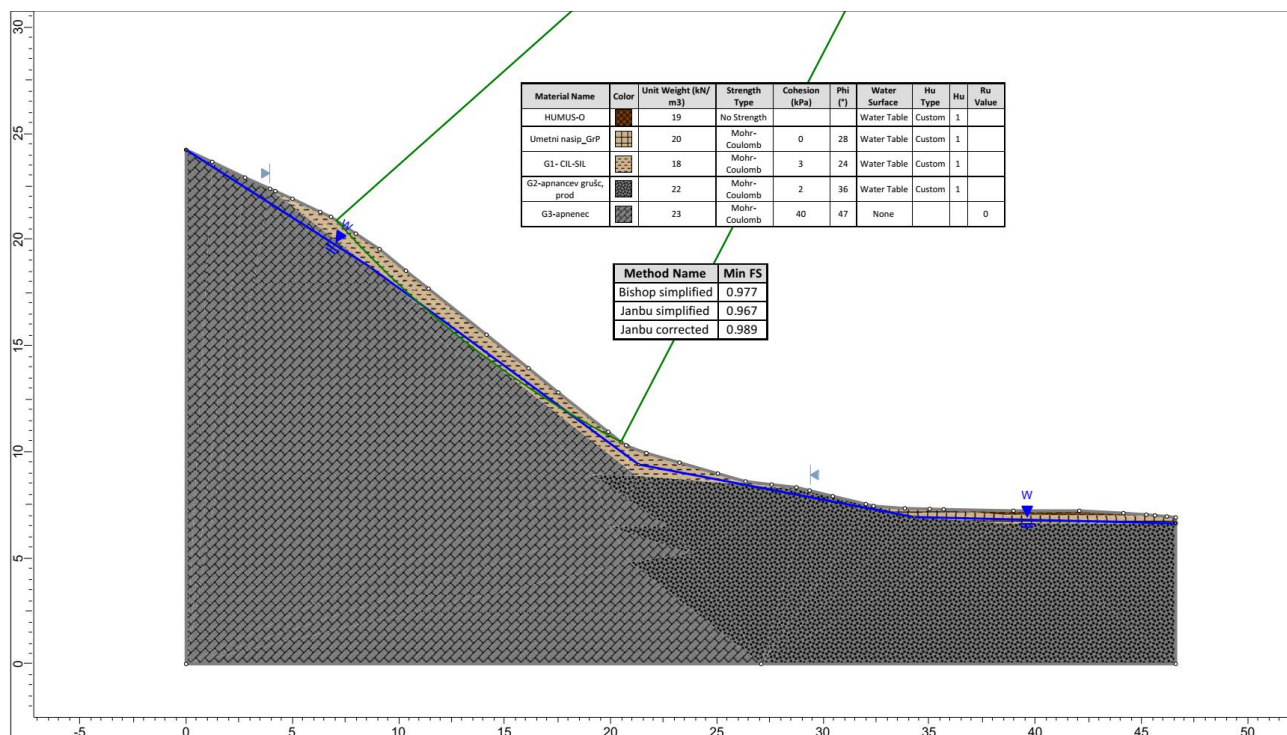 30
25
20
15
10
5
0
Material Name Color Unit Weight (kN/m3) Strength Type Cohesion (kPa) Phi (°) Water Surface Hu Type Hu Ru Value
HUMUS-O 19 No Strength Water Table Custom 1
Umetni nasip_GrP 20 Mohr-Coulomb 0 28 Water Table Custom 1
G1- CIL-SIL 18 Mohr-Coulomb 3 24 Water Table Custom 1
G2-apnancev grušc, prod 22 Mohr-Coulomb 2 36 Water Table Custom 1
G3-apnenec 23 Mohr-Coulomb 40 47 None 0
Method Name Min FS
Bishop simplified 0.977
Janbu simplified 0.967
Janbu corrected 0.989
W
W
-5 0 5 10 15 20 25 30 35 40 45 50